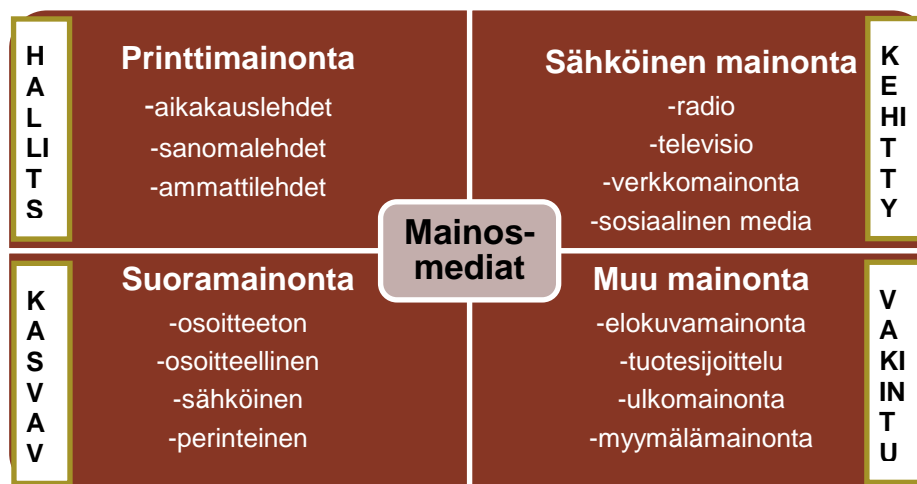 H
A
L
LI
T
S
Printtimainonta
-aikakauslehdet
-sanomalehdet
-ammattilehdet
Sähköinen mainonta
-radio
-televisio
-verkkomainonta
-sosiaalinen media
K
E
HI
T
T
Y
Mainos-
mediat
K
A
S
V
A
V
Suoramainonta
-osoitteeton
-osoitteellinen
-sähköinen
-perinteinen
Muu mainonta
-elokuvamainonta
-tuotesijoittelu
-ulkomainonta
-myymälämainonta
V
A
KI
IN
T
U